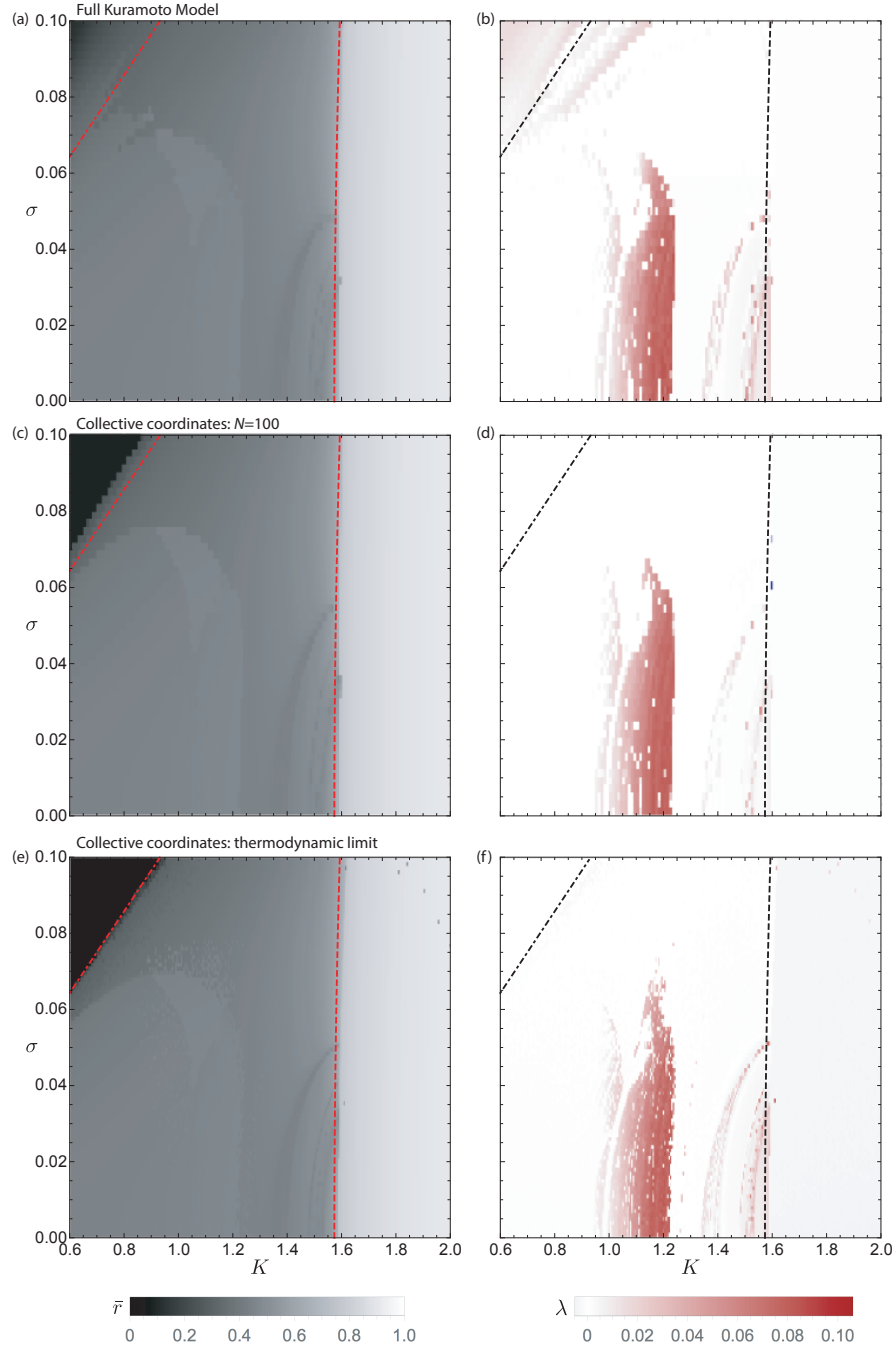 Full Kuramoto Model
(a)
(b)
0.10
0.08
0.06
σ
0.04
0.02
0.00
Collective coordinates: N=100
(c)
(d)
0.10
0.08
0.06
σ
0.04
0.02
0.00
Collective coordinates: thermodynamic limit
(e)
(f)
0.10
0.08
0.06
σ
0.04
0.02
0.00
0.6 0.8 1.0 1.2 1.4 1.6 1.8 2.0
K
0.6 0.8 1.0 1.2 1.4 1.6 1.8 2.0
K
r̄
0 0.2 0.4 0.6 0.8 1.0
λ
0 0.02 0.04 0.06 0.08 0.10